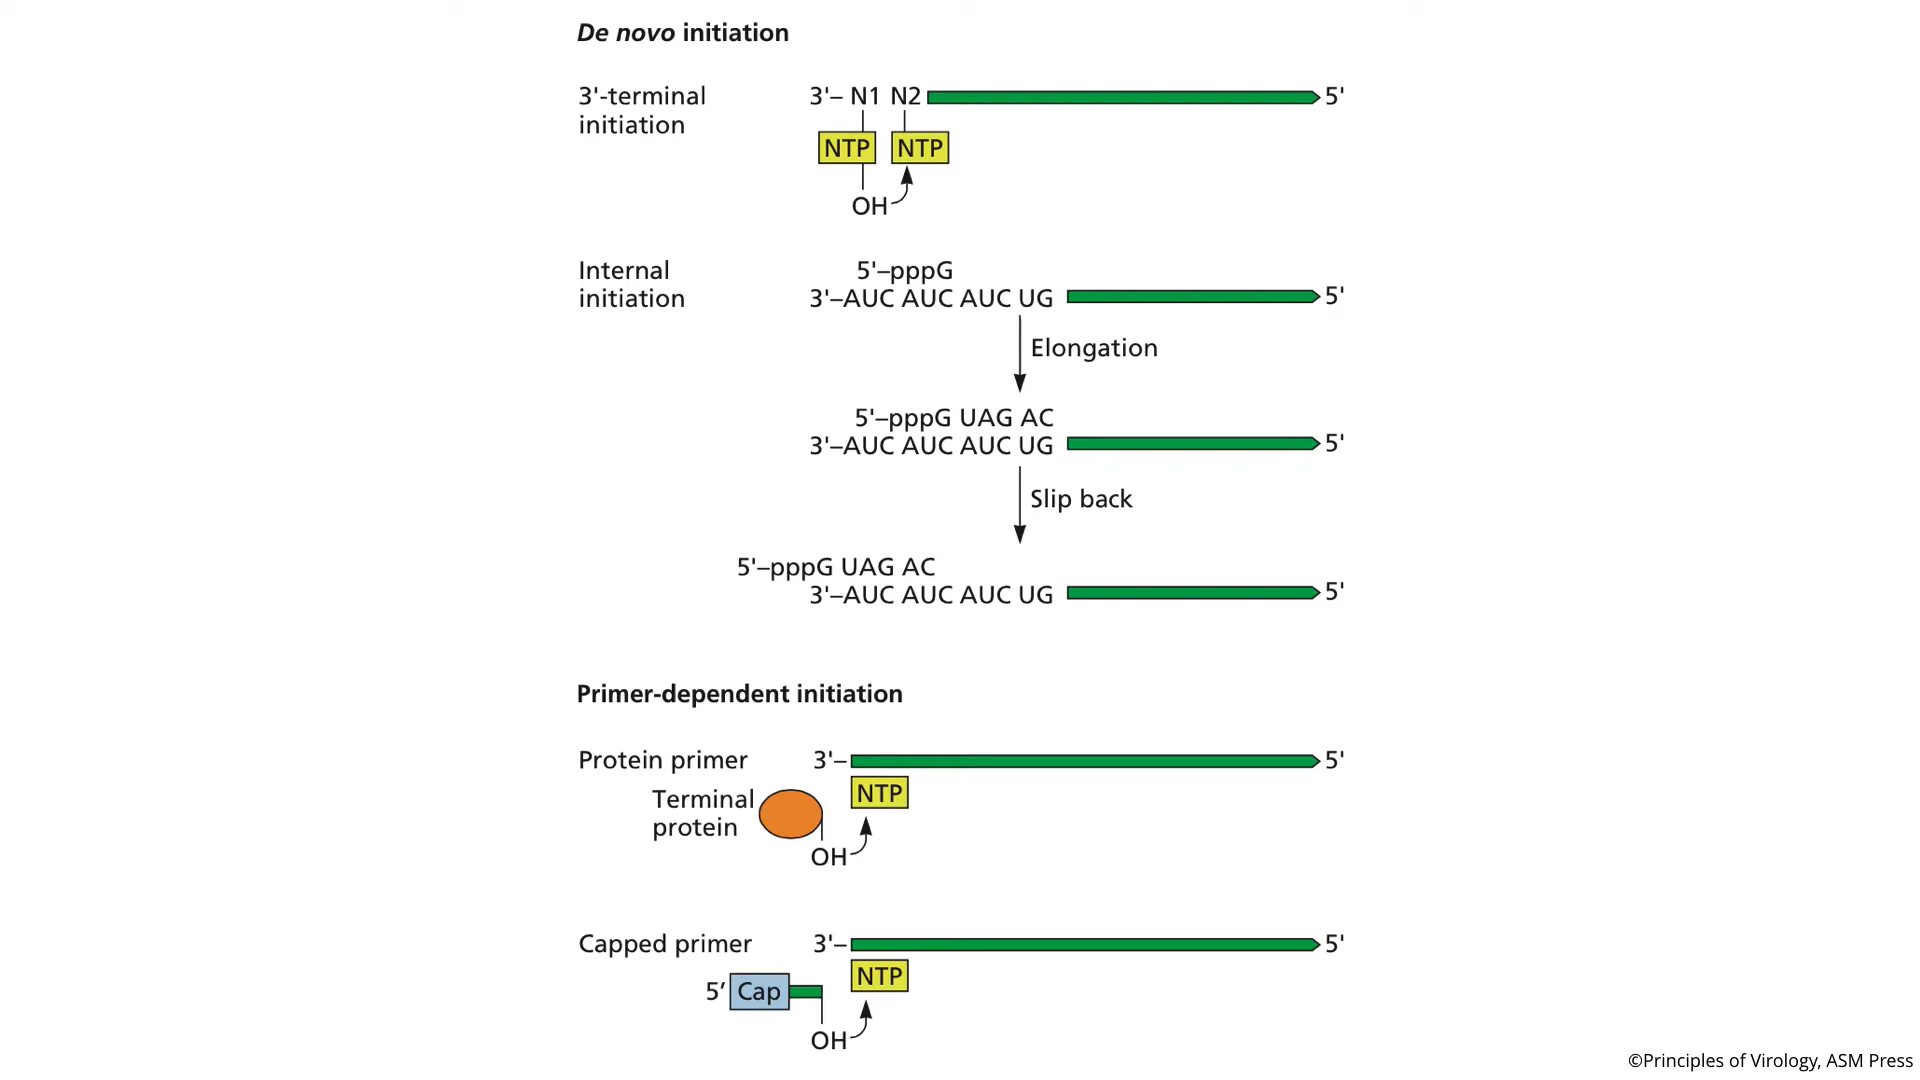 De novo initiation
3'-terminal
initiation
3'– N1 N2
5'
NTP
NTP
OH
Internal
initiation
5'–pppG
3'–AUC AUC AUC UG
5'
Elongation
5'–pppG UAG AC
3'–AUC AUC AUC UG
5'
Slip back
5'–pppG UAG AC
3'–AUC AUC AUC UG
5'
Primer-dependent initiation
Protein primer
3'–
5'
NTP
Terminal
protein
OH
Capped primer
3'–
5'
NTP
5′ Cap
OH
©Principles of Virology, ASM Press